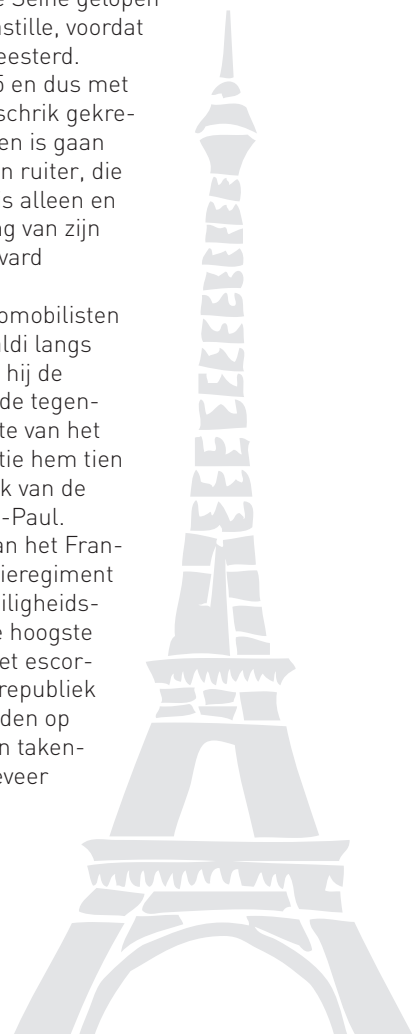 e Seine gelopen
stille, voordat
eesterd.
5 en dus met
schrik gekre-
en is gaan
n ruiter, die
s alleen en
g van zijn
vard
omobilisten
ldi langs
hij de
de tegen-
te van het
tie hem tien
k van de
-Paul.
an het Fran-
ieregiment
iligheids-
e hoogste
et escor-
republiek
den op
n taken-
eveer